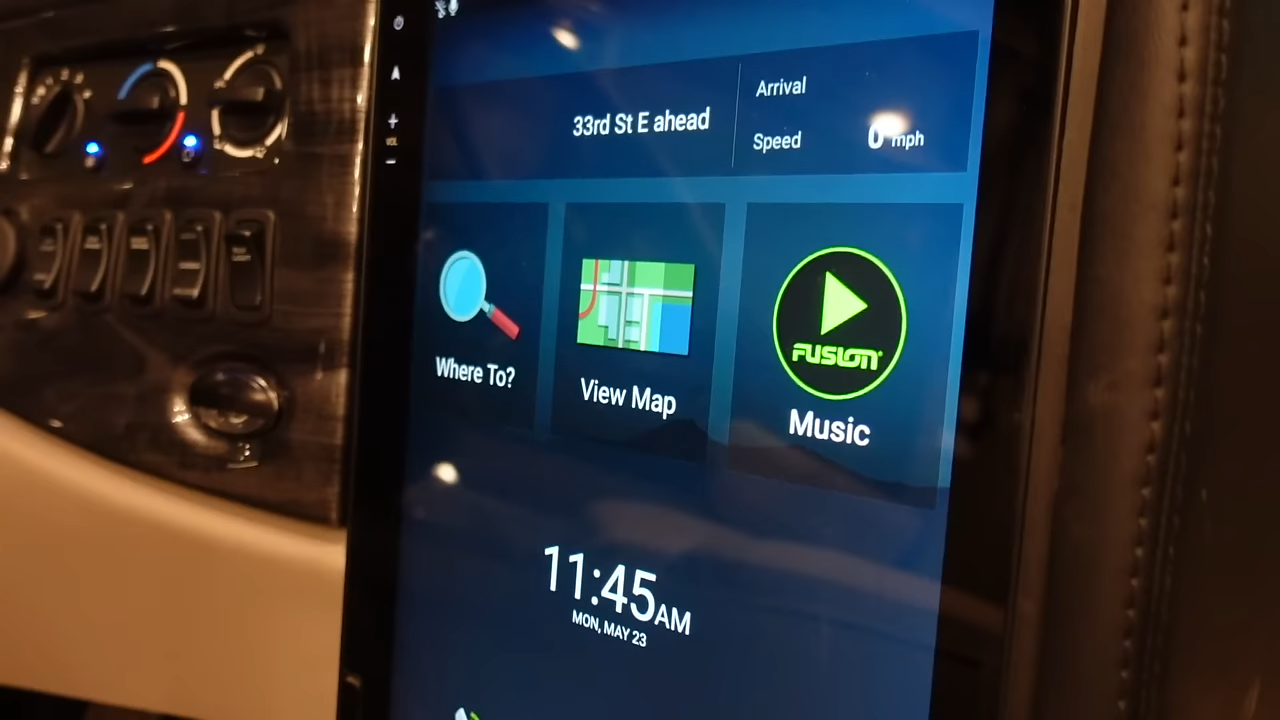 33rd St E ahead
Arrival
Speed 0 mph
VOL
Where To?
View Map
FUSION
Music
11:45AM
MON, MAY 23